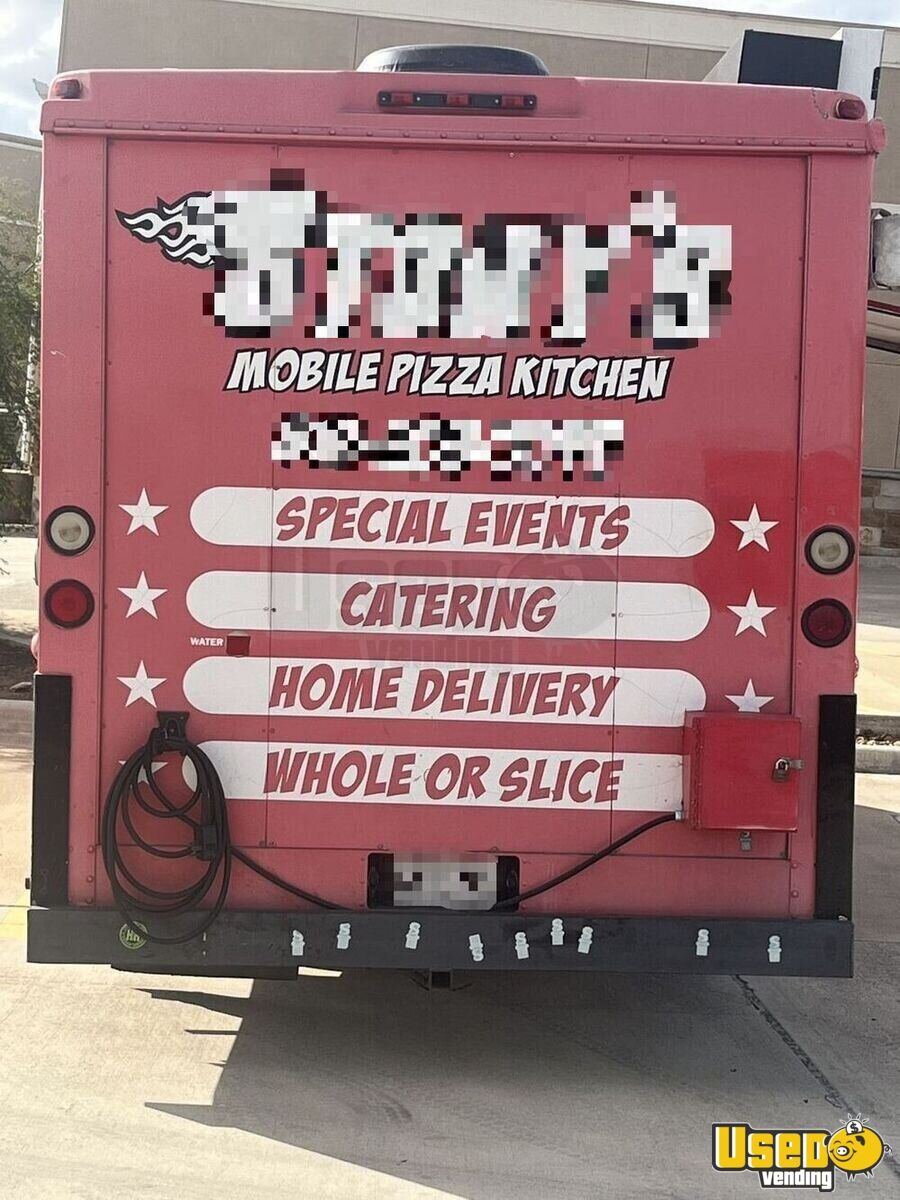 MOBILE PIZZA KITCHEN
SPECIAL EVENTS
CATERING
WATER
HOME DELIVERY
WHOLE OR SLICE
USED
vending